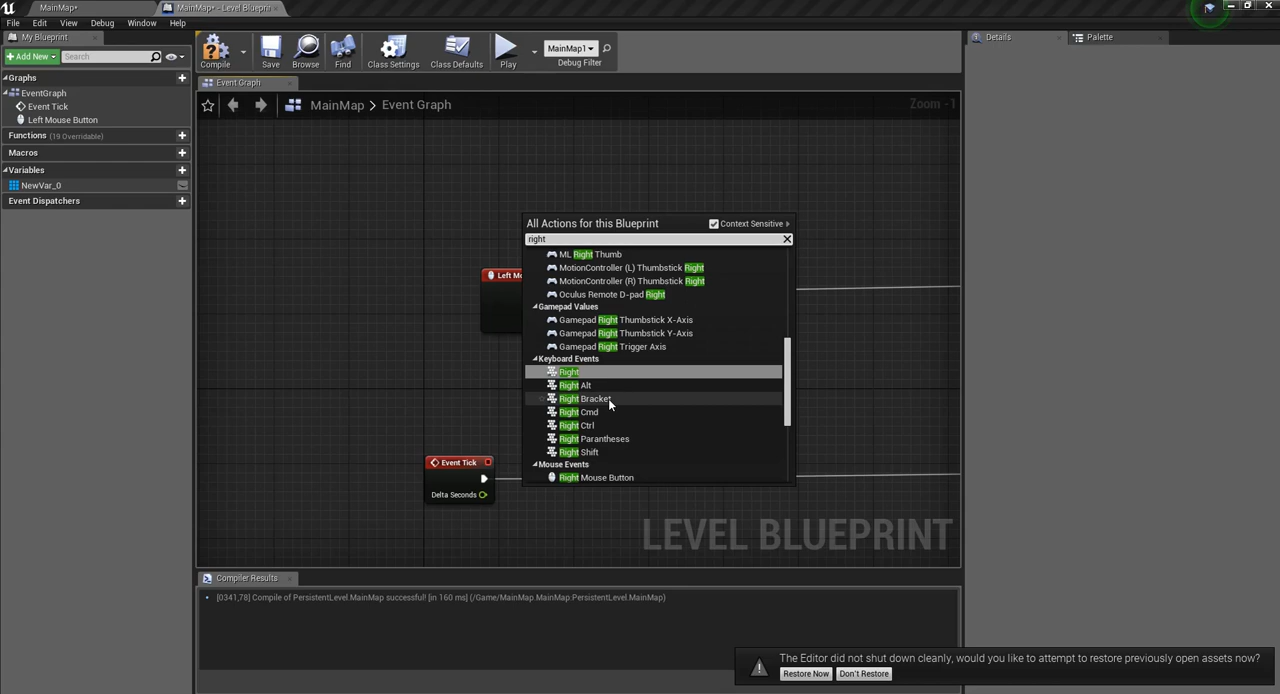 MainMap*
MainMap* - Level Blueprint
File Edit View Debug Window Help
My Blueprint
Add New Search
Graphs
EventGraph
Event Tick
Left Mouse Button
Functions (19 Overridable)
Macros
Variables
NewVar_0
Event Dispatchers
Compile Save Browse Find Class Settings Class Defaults Play
MainMap1
Debug Filter
Event Graph
MainMap > Event Graph
Zoom -1
All Actions for this Blueprint
Context Sensitive
right
ML Right Thumb
MotionController (L) Thumbstick Right
MotionController (R) Thumbstick Right
Oculus Remote D-pad Right
Gamepad Values
Gamepad Right Thumbstick X-Axis
Gamepad Right Thumbstick Y-Axis
Gamepad Right Trigger Axis
Keyboard Events
Right
Right Alt
Right Bracket
Right Cmd
Right Ctrl
Right Parantheses
Right Shift
Mouse Events
Right Mouse Button
Left Mo
Event Tick
Delta Seconds
LEVEL BLUEPRINT
Compiler Results
[0341,78] Compile of PersistentLevel.MainMap successful! [in 160 ms] (/Game/MainMap.MainMap:PersistentLevel.MainMap)
Details
Palette
The Editor did not shut down cleanly, would you like to attempt to restore previously open assets now?
Restore Now Don't Restore